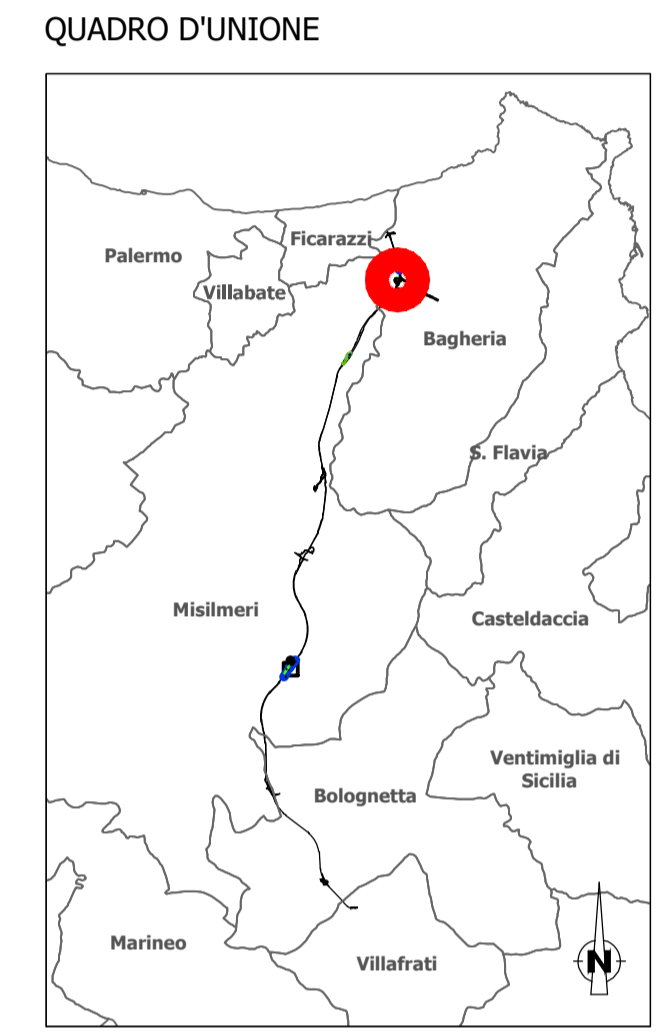 QUADRO D'UNIONE
Ficarazzi
Palermo
Villabate
Bagheria
S. Flavia
Misilmeri
Casteldaccia
Ventimiglia di
Sicilia
Bolognetta
Marineo
Villafrati
N